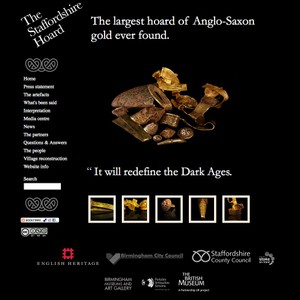 The
Staffordshire
Hoard
The largest hoard of Anglo-Saxon
gold ever found.
Home
Press statement
The artefacts
What's been said
Interpretation
Media centre
News
The partners
Questions & Answers
The people
Village reconstruction
Website info
Search
“ It will redefine the Dark Ages.
ENGLISH HERITAGE
Birmingham City Council
Staffordshire
County Council
BIRMINGHAM
MUSEUMS AND
ART GALLERY
THE
BRITISH
MUSEUM